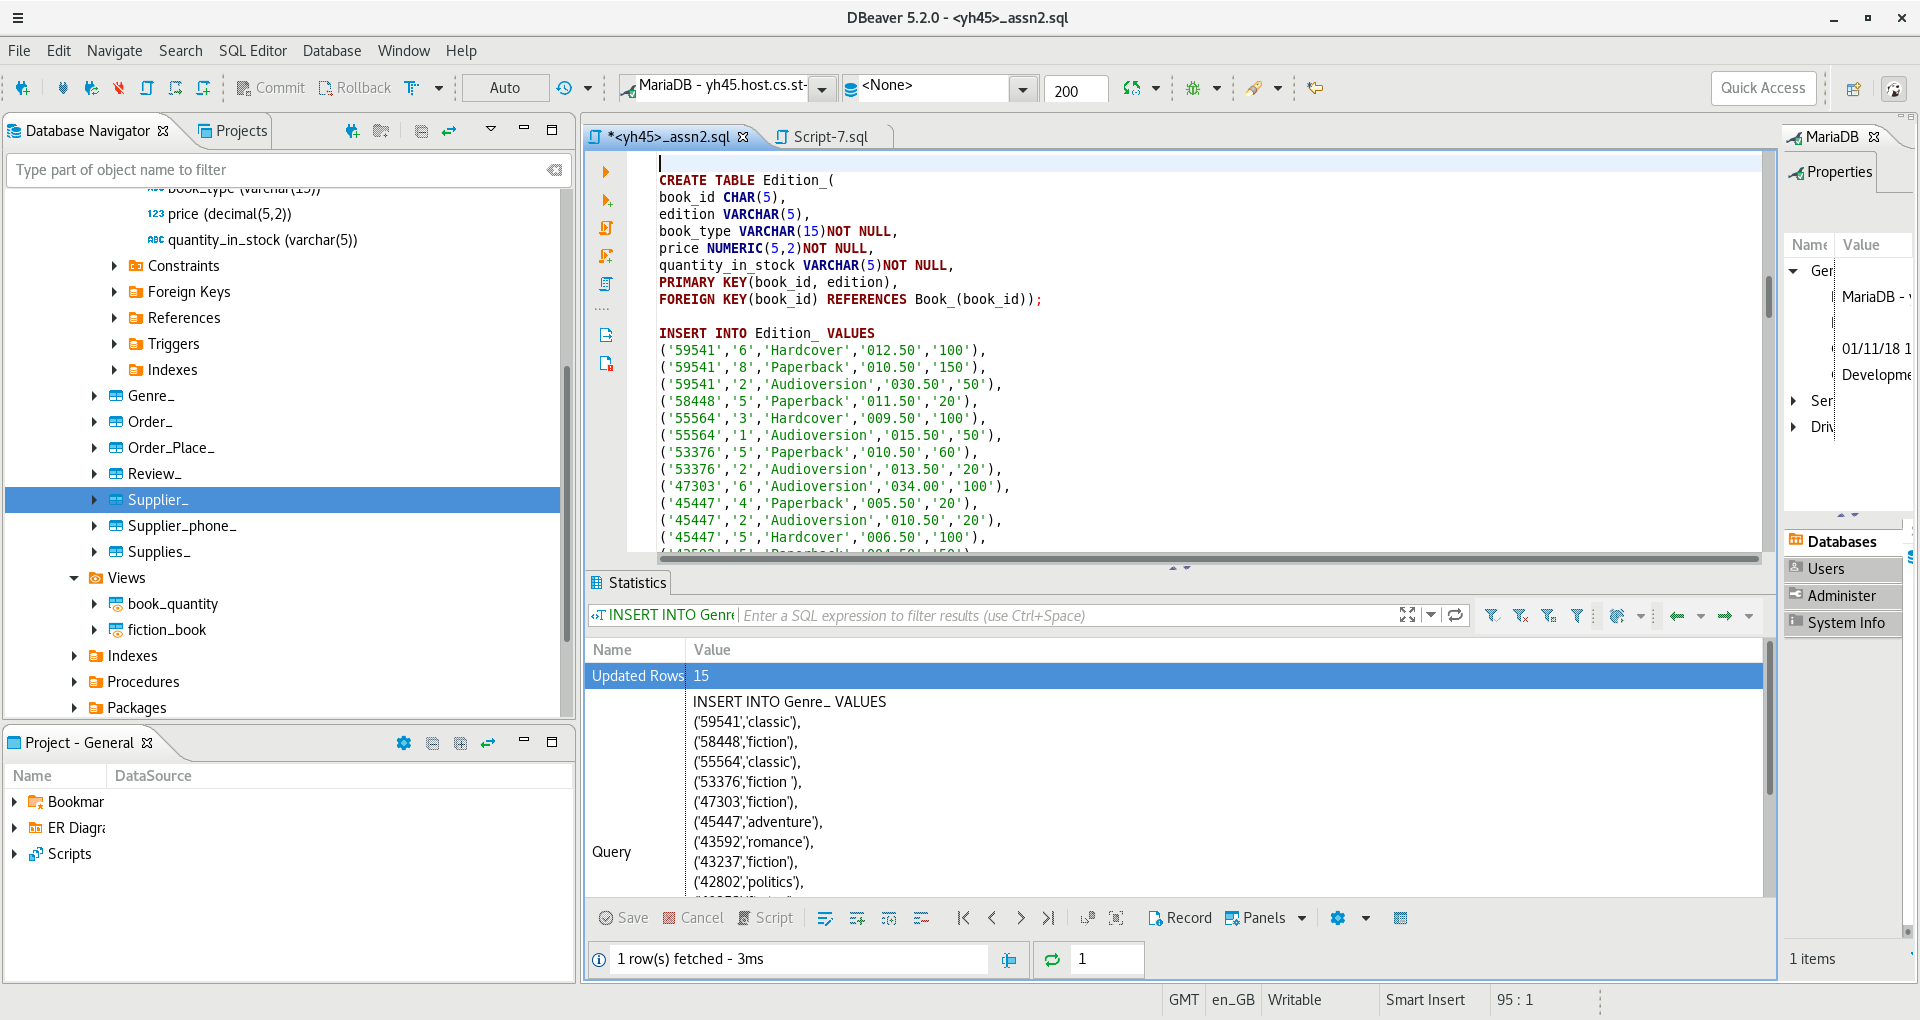 DBeaver 5.2.0 - <yh45>_assn2.sql
File Edit Navigate Search SQL Editor Database Window Help
Commit Rollback Auto MariaDB - yh45.host.cs.st- <None> 200 Quick Access
Database Navigator Projects
Type part of object name to filter
book_type (varchar(15))
123 price (decimal(5,2))
ABC quantity_in_stock (varchar(5))
Constraints
Foreign Keys
References
Triggers
Indexes
Genre_
Order_
Order_Place_
Review_
Supplier_
Supplier_phone_
Supplies_
Views
book_quantity
fiction_book
Indexes
Procedures
Packages
Project - General
Name DataSource
Bookmar
ER Diagra
Scripts
*<yh45>_assn2.sql Script-7.sql
CREATE TABLE Edition_(
book_id CHAR(5),
edition VARCHAR(5),
book_type VARCHAR(15)NOT NULL,
price NUMERIC(5,2)NOT NULL,
quantity_in_stock VARCHAR(5)NOT NULL,
PRIMARY KEY(book_id, edition),
FOREIGN KEY(book_id) REFERENCES Book_(book_id));
INSERT INTO Edition_ VALUES
('59541','6','Hardcover','012.50','100'),
('59541','8','Paperback','010.50','150'),
('59541','2','Audioversion','030.50','50'),
('58448','5','Paperback','011.50','20'),
('55564','3','Hardcover','009.50','100'),
('55564','1','Audioversion','015.50','50'),
('53376','5','Paperback','010.50','60'),
('53376','2','Audioversion','013.50','20'),
('47303','6','Audioversion','034.00','100'),
('45447','4','Paperback','005.50','20'),
('45447','2','Audioversion','010.50','20'),
('45447','5','Hardcover','006.50','100'),
Statistics
INSERT INTO Genre Enter a SQL expression to filter results (use Ctrl+Space)
Name Value
Updated Rows 15
INSERT INTO Genre_ VALUES
('59541','classic'),
('58448','fiction'),
('55564','classic'),
('53376','fiction '),
('47303','fiction'),
('45447','adventure'),
('43592','romance'),
Query
('43237','fiction'),
('42802','politics'),
Save Cancel Script Record Panels
1 row(s) fetched - 3ms 1
MariaDB
Properties
Name Value
Ger
MariaDB - y
01/11/18 1
Developme
Ser
Driv
Databases
Users
Administer
System Info
1 items
GMT en_GB Writable Smart Insert 95 : 1